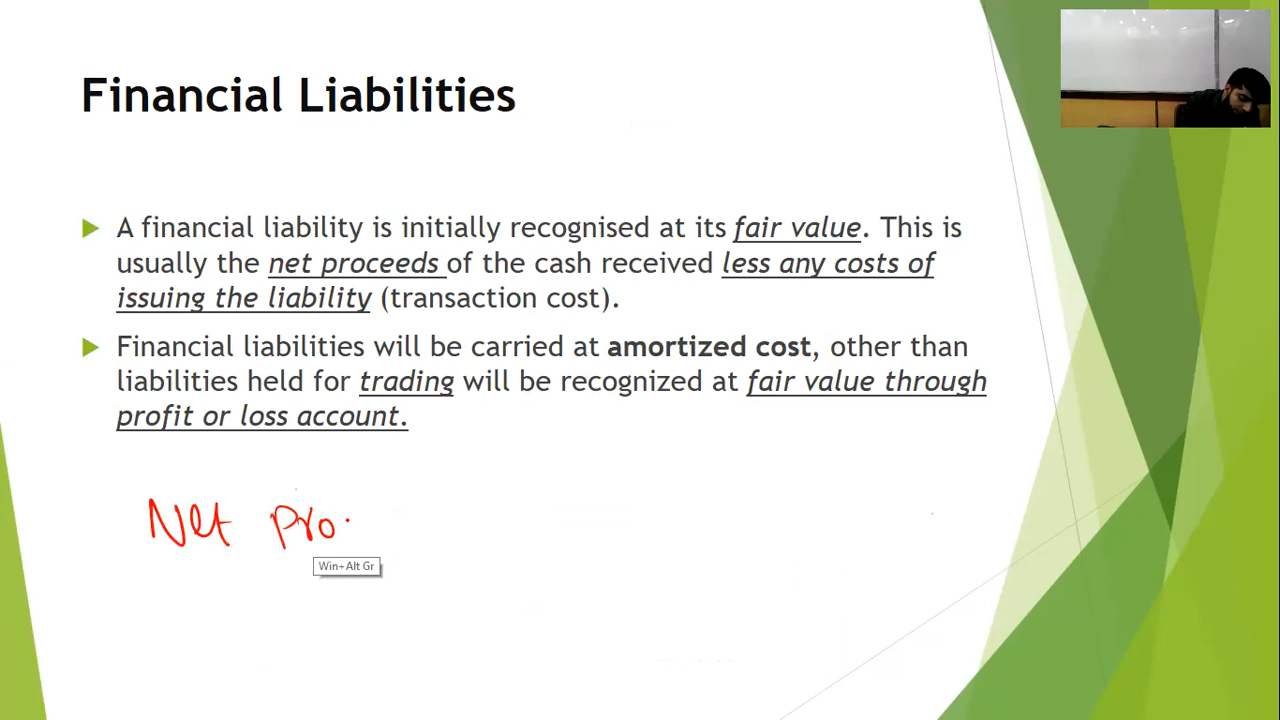 Financial Liabilities
A financial liability is initially recognised at its fair value. This is
usually the net proceeds of the cash received less any costs of
issuing the liability (transaction cost).
Financial liabilities will be carried at amortized cost, other than
liabilities held for trading will be recognized at fair value through
profit or loss account.
Net Pro
Win+Alt Gr